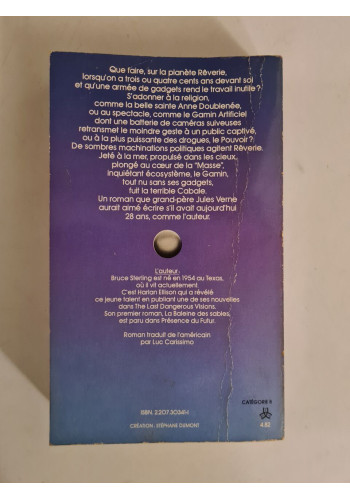 Que faire, sur la planète Rêverie,
lorsqu'on a trois ou quatre cents ans devant soi
et qu'une armée de gadgets rend le travail inutile ?
S'adonner à la religion,
comme la belle sainte Anne Doublenée,
ou au spectacle, comme le Gamin Artificiel
dont une batterie de caméras suiveuses
retransmet le moindre geste à un public captivé,
ou à la plus puissante des drogues, le Pouvoir ?
De sombres machinations politiques agitent Rêverie.
Jeté à la mer, propulsé dans les cieux,
plongé au cœur de la "Masse",
inquiétant écosystème, le Gamin,
tout nu sans ses gadgets,
fuit la terrible Cabale.
Un roman que grand-père Jules Verne
aurait aimé écrire s'il avait aujourd'hui
28 ans, comme l'auteur.
L'auteur :
Bruce Sterling est né en 1954 au Texas,
où il vit actuellement.
C'est Harlan Ellison qui a révélé
ce jeune talent en publiant une de ses nouvelles
dans The Last Dangerous Visions.
Son premier roman, La Baleine des sables,
est paru dans Présence du Futur.
Roman traduit de l'américain
par Luc Carissimo
CATÉGORIE 5
ISBN. 2.207.30341-1
CRÉATION : STÉPHANE DUMONT
4.82